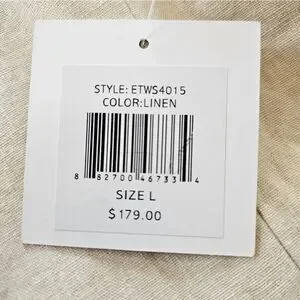 STYLE: ETWS4015
COLOR:LINEN
8 82700 46733 4
SIZE L
$179.00